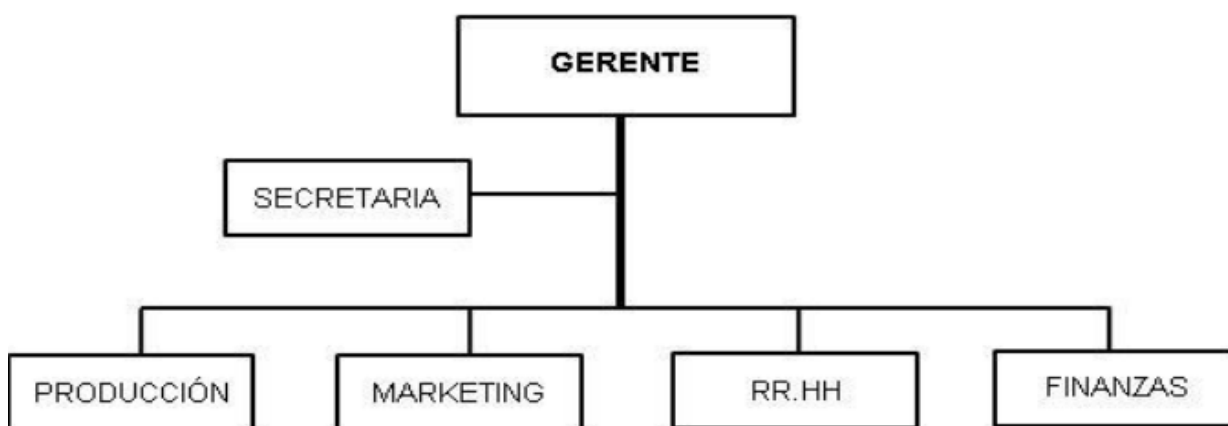 GERENTE
SECRETARIA
PRODUCCIÓN
MARKETING
RR.HH
FINANZAS